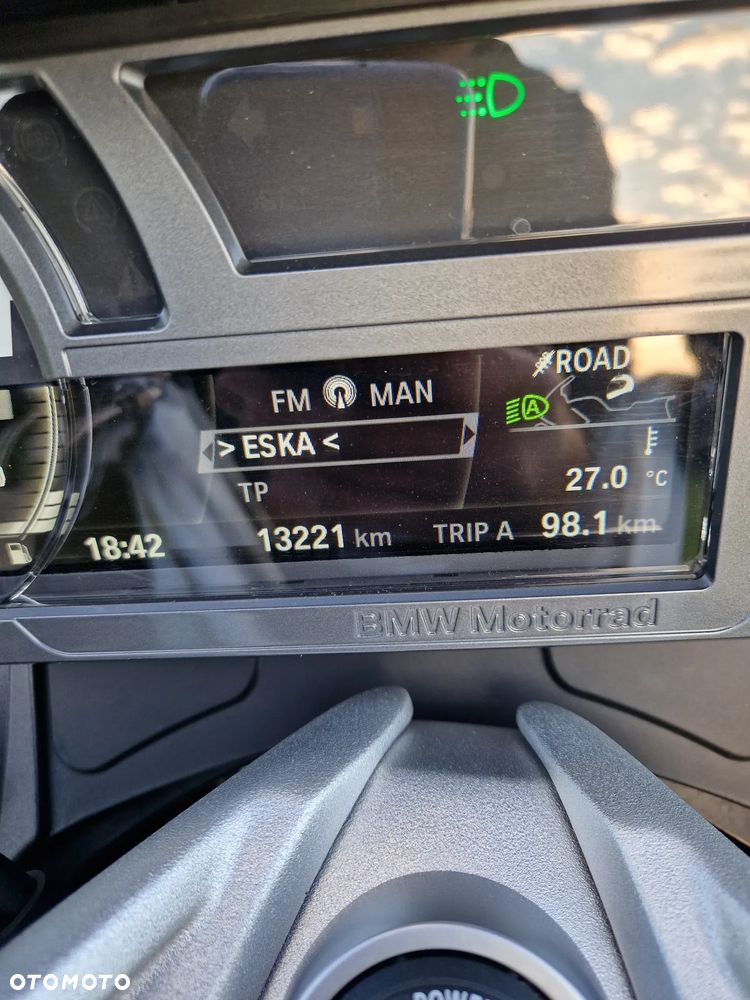 FM MAN
ROAD
A
> ESKA <
TP
27.0 °C
18:42 13221 km TRIP A 98.1 km
BMW Motorrad
OTOMOTO